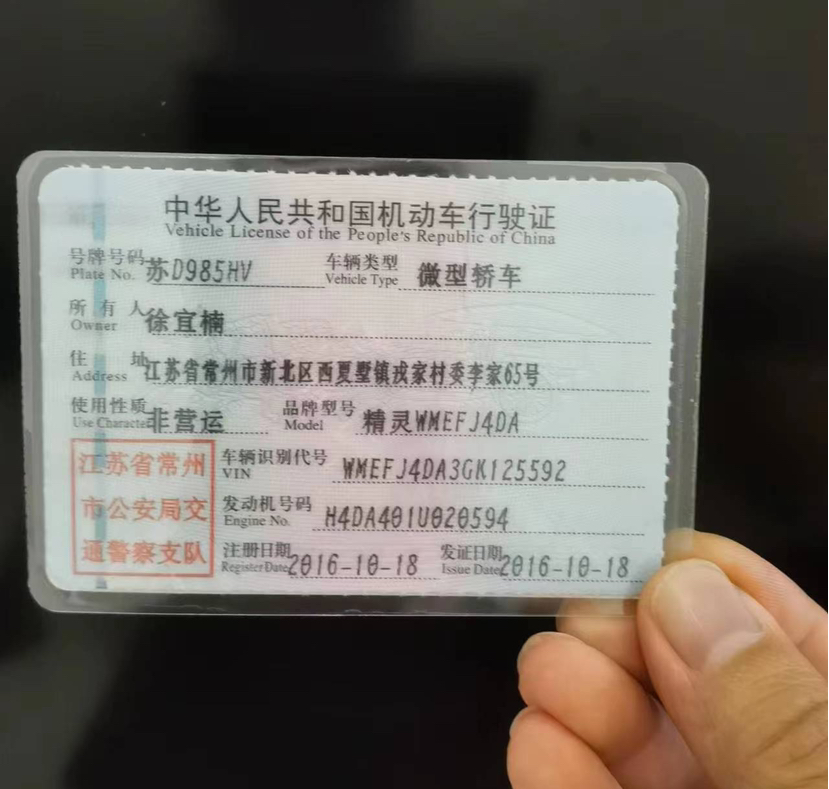 中华人民共和国机动车行驶证
Vehicle License of the People's Republic of China
号牌号码 苏D985HV 车辆类型 微型轿车
Plate No. Vehicle Type
所有人 徐宜楠
Owner
住址 江苏省常州市新北区西夏墅镇戎家村委李家65号
Address
使用性质 非营运 品牌型号 精灵WMEFJ4DA
Use Character Model
江苏省常州 车辆识别代号 WMEFJ4DA3GK125592
VIN
市公安局交 发动机号码 H4DA401U020594
Engine No.
通警察支队 注册日期 2016-10-18 发证日期 2016-10-18
Register Date Issue Date